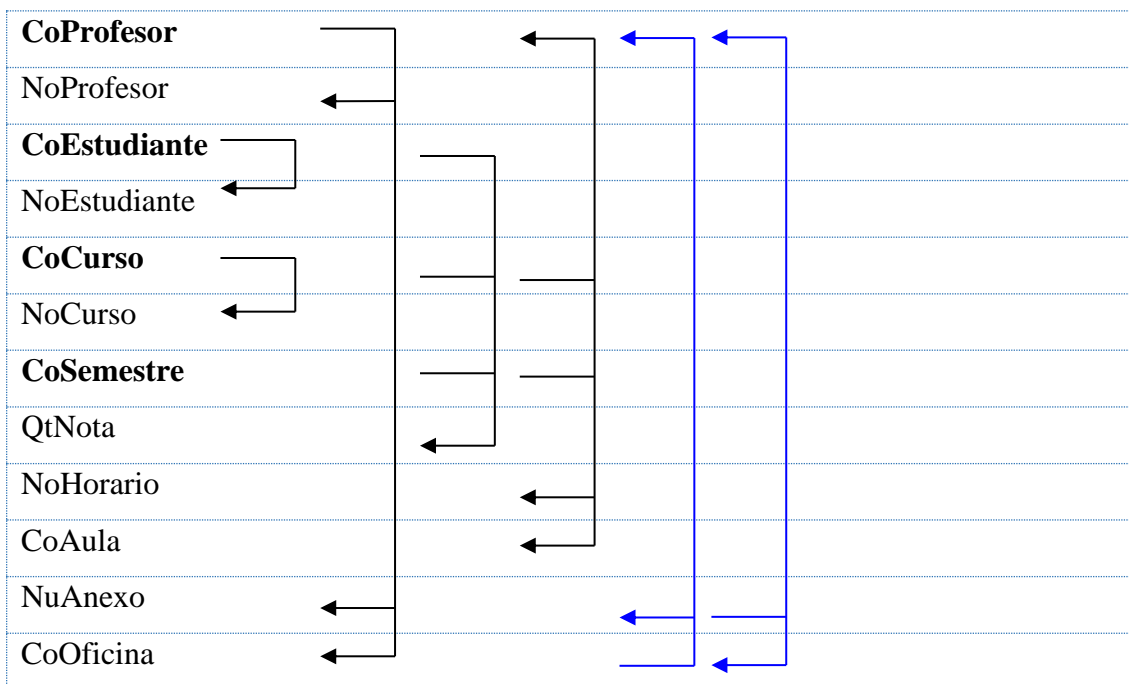 CoProfesor
NoProfesor
CoEstudiante
NoEstudiante
CoCurso
NoCurso
CoSemestre
QtNota
NoHorario
CoAula
NuAnexo
CoOficina